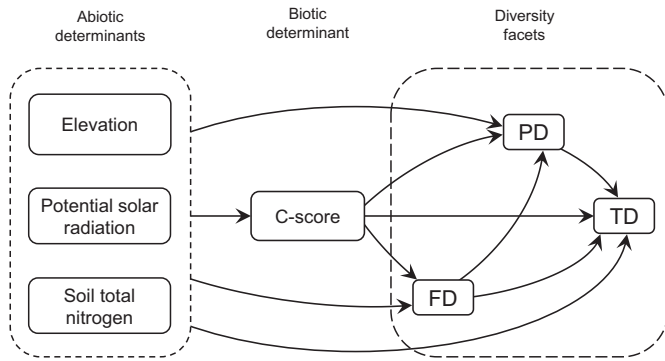 Abiotic
determinants
Biotic
determinant
Diversity
facets
Elevation
PD
Potential solar
radiation
C-score
TD
Soil total
nitrogen
FD